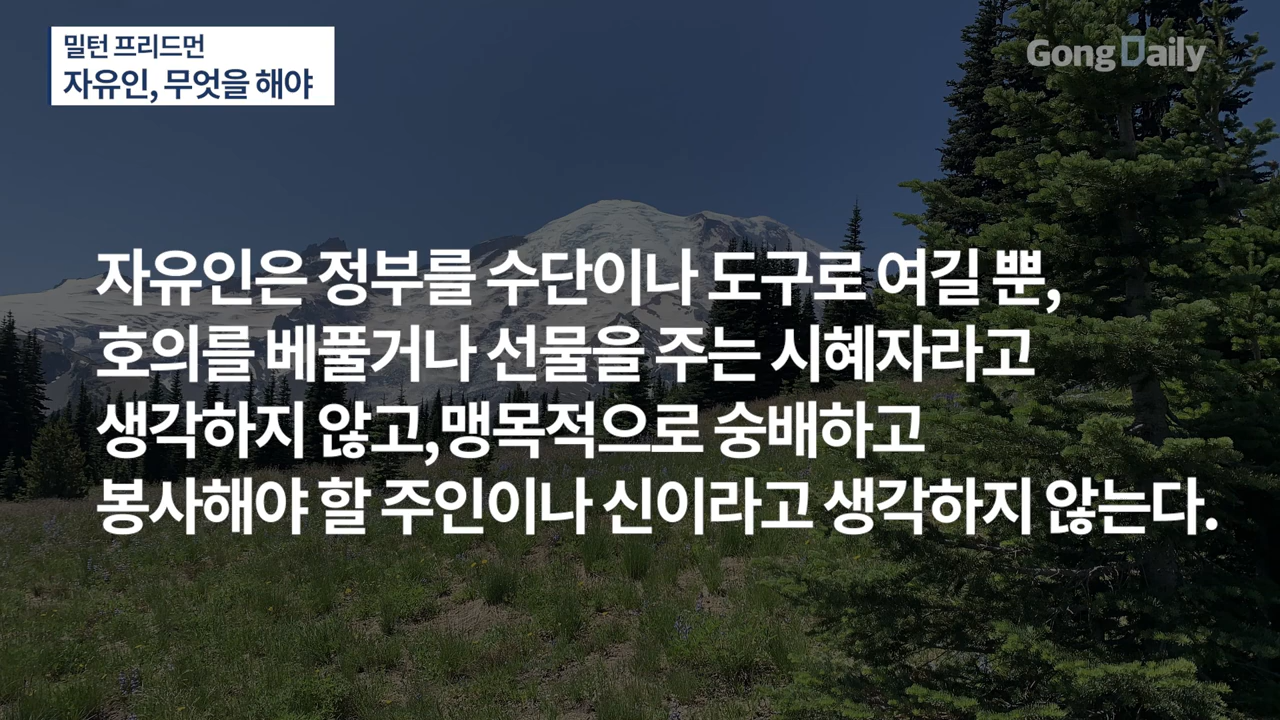 밀턴 프리드먼
자유인, 무엇을 해야
Gong Daily
자유인은 정부를 수단이나 도구로 여길 뿐,
호의를 베풀거나 선물을 주는 시혜자라고
생각하지 않고,맹목적으로 숭배하고
봉사해야 할 주인이나 신이라고 생각하지 않는다.